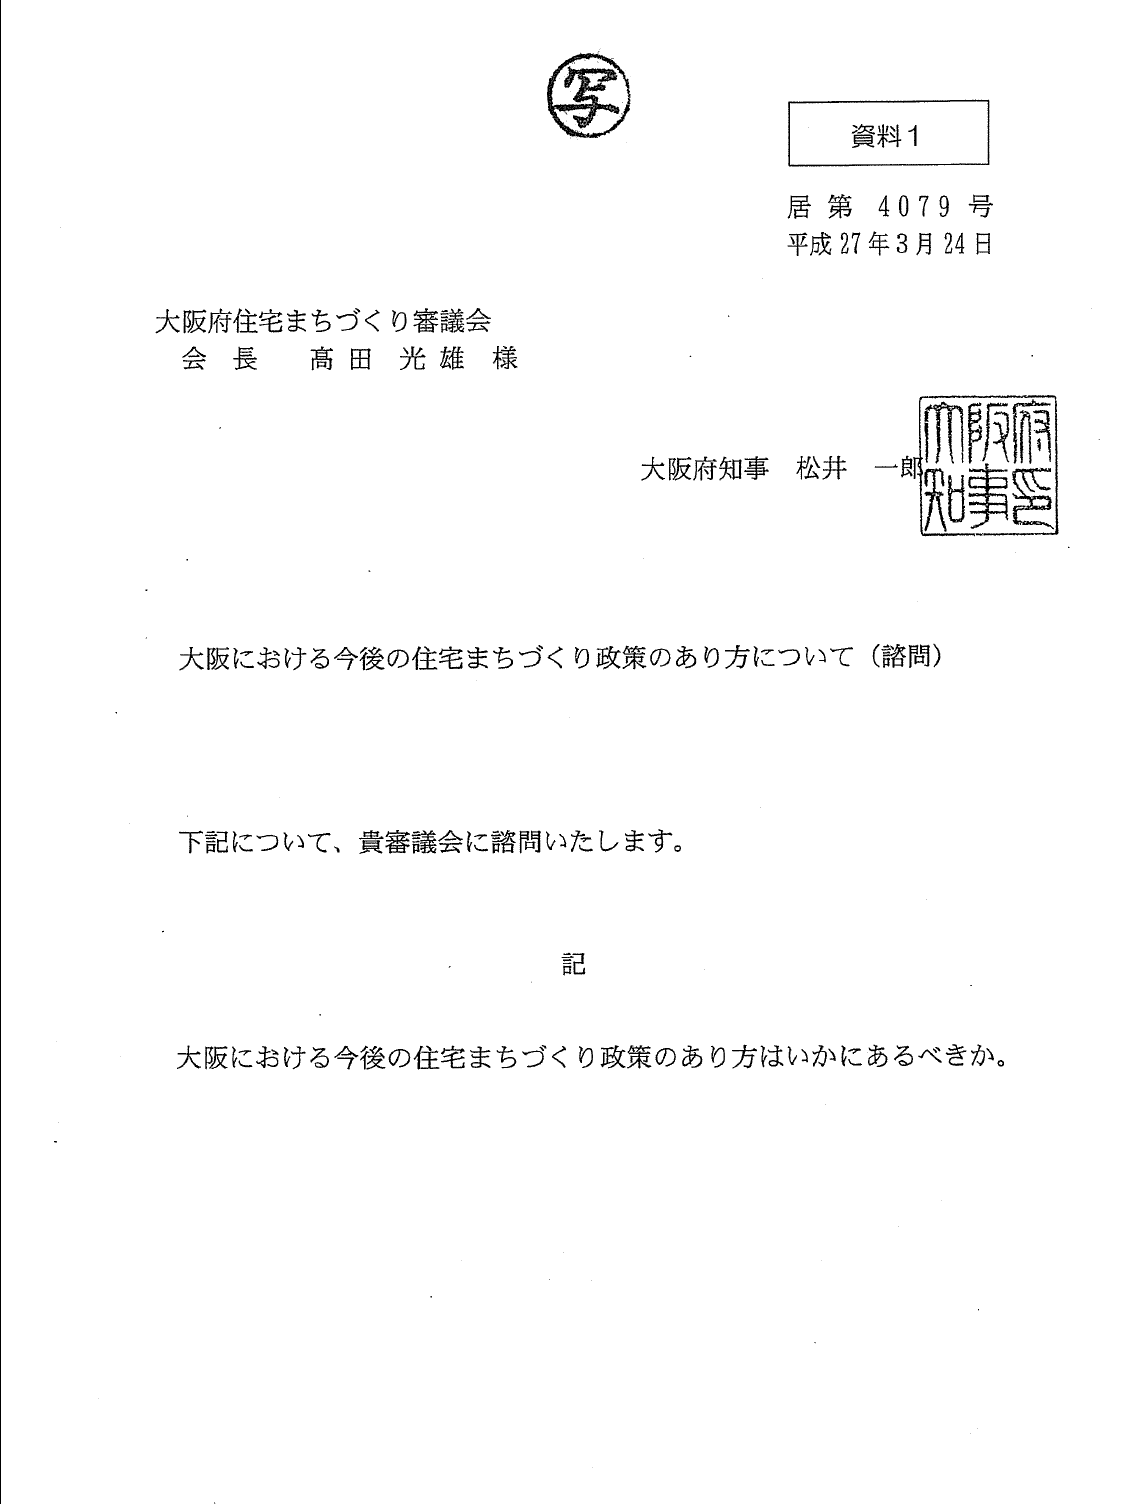 写
資料１
居第 4079 号
平成 27 年 3 月 24 日
大阪府住宅まちづくり審議会
会 長　髙 田 光 雄 様
大阪府知事　松井　一郎
大阪府
知事印
大阪における今後の住宅まちづくり政策のあり方について（諮問）
下記について、貴審議会に諮問いたします。
記
大阪における今後の住宅まちづくり政策のあり方はいかにあるべきか。